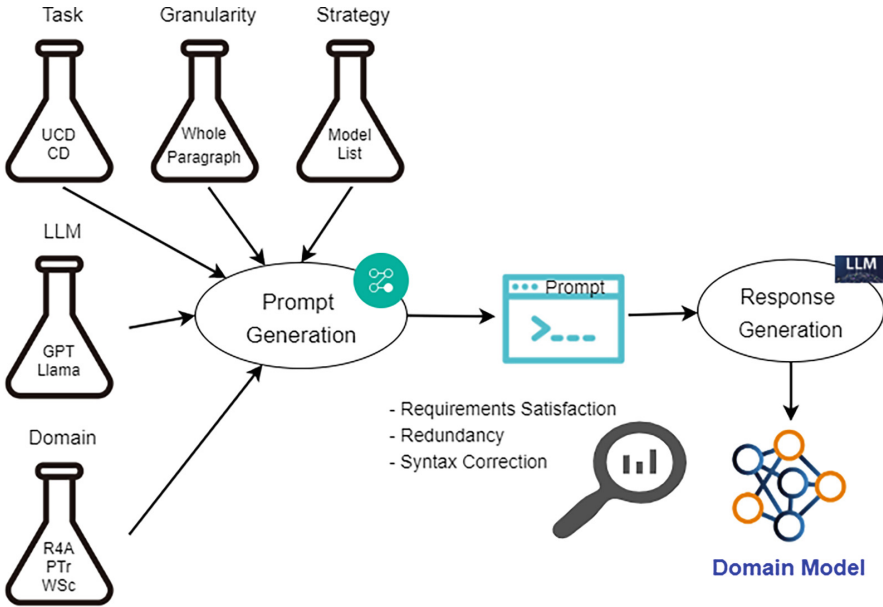 Task
Granularity
Strategy
UCD
CD
Whole
Paragraph
Model
List
LLM
GPT
Llama
Prompt
Generation
Prompt
>___
LLM
Response
Generation
Domain
R4A
PTr
WSc
- Requirements Satisfaction
- Redundancy
- Syntax Correction
Domain Model